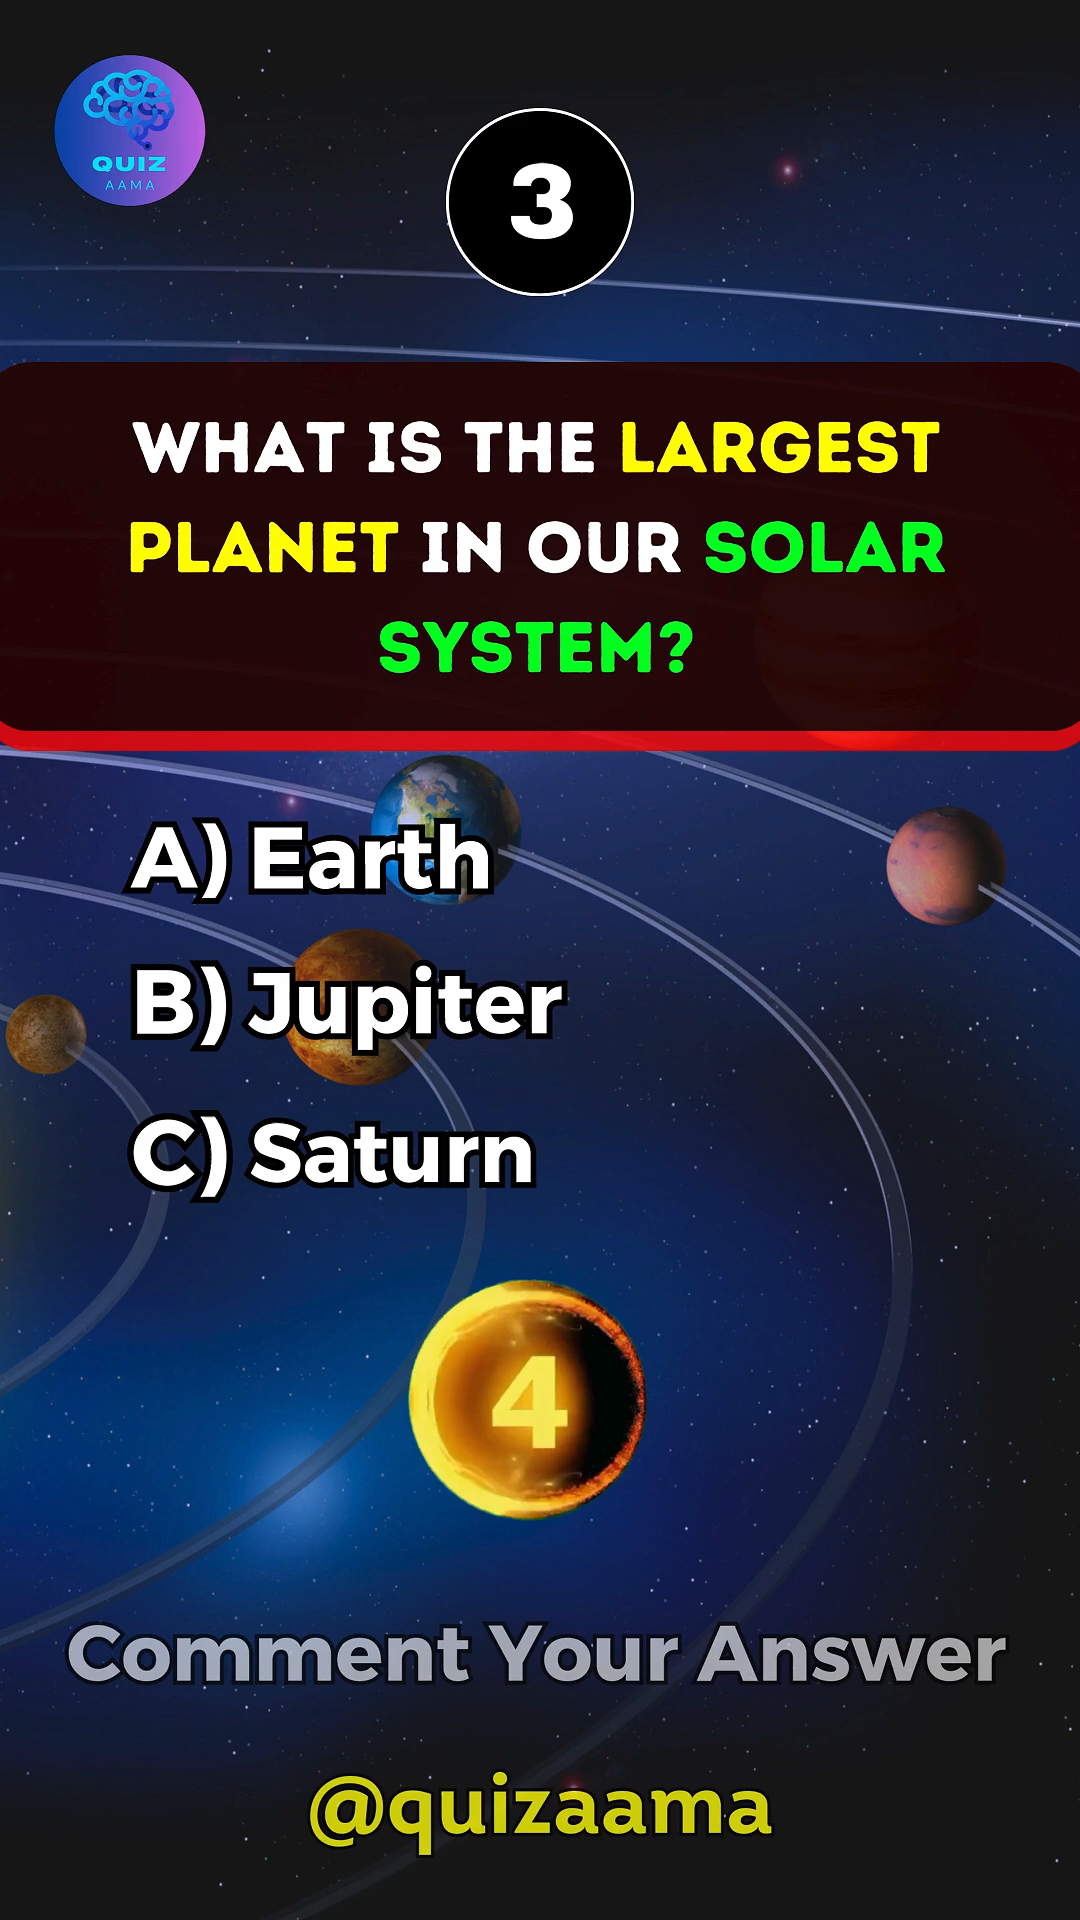 QUIZ
AAMA
3
WHAT IS THE LARGEST
PLANET IN OUR SOLAR
SYSTEM?
A) Earth
B) Jupiter
C) Saturn
4
Comment Your Answer
@quizaama